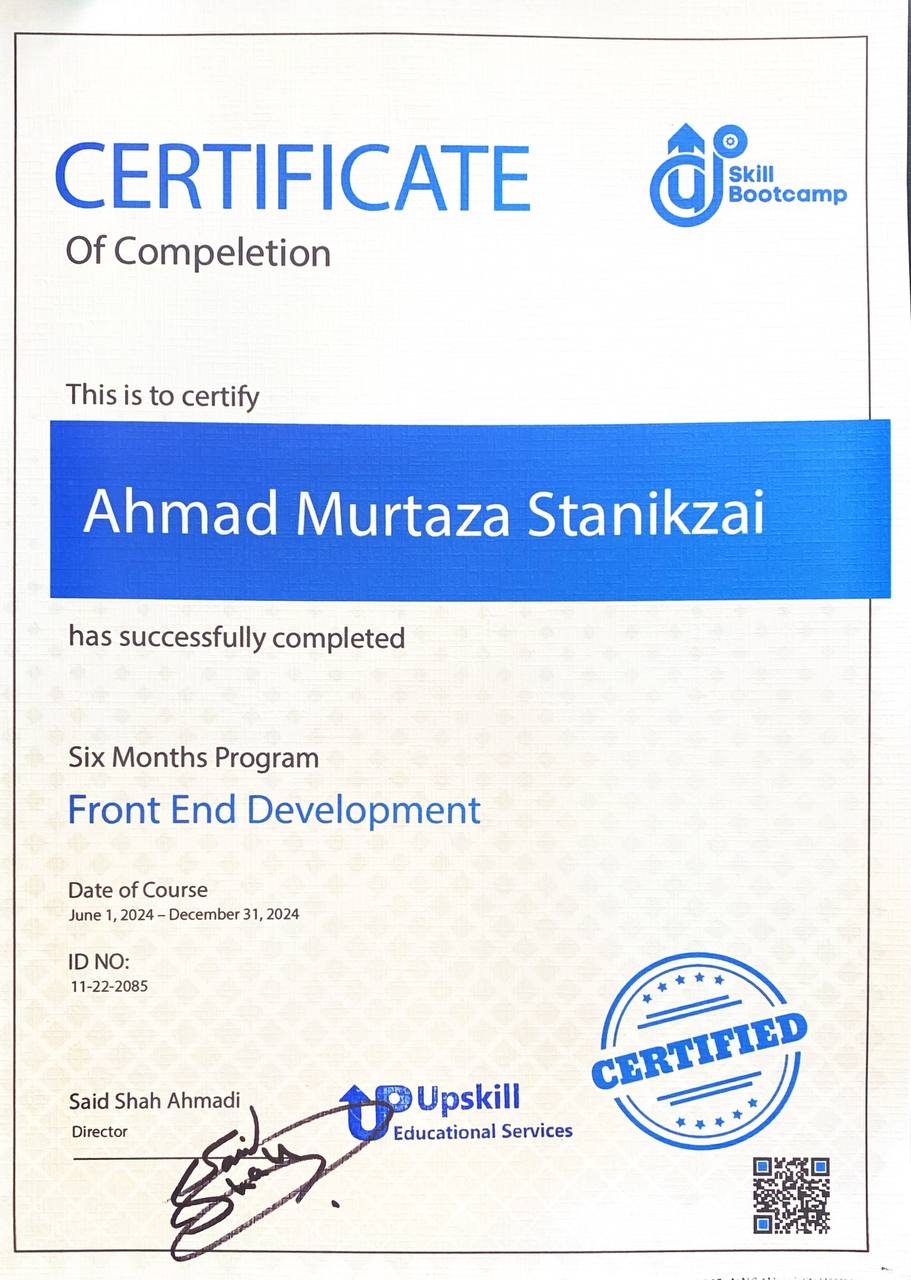 CERTIFICATE
Of Compeletion
Skill
Bootcamp
This is to certify
Ahmad Murtaza Stanikzai
has successfully completed
Six Months Program
Front End Development
Date of Course
June 1, 2024 – December 31, 2024
ID NO:
11-22-2085
CERTIFIED
Said Shah Ahmadi
Director
Said
Shah
Upskill
Educational Services